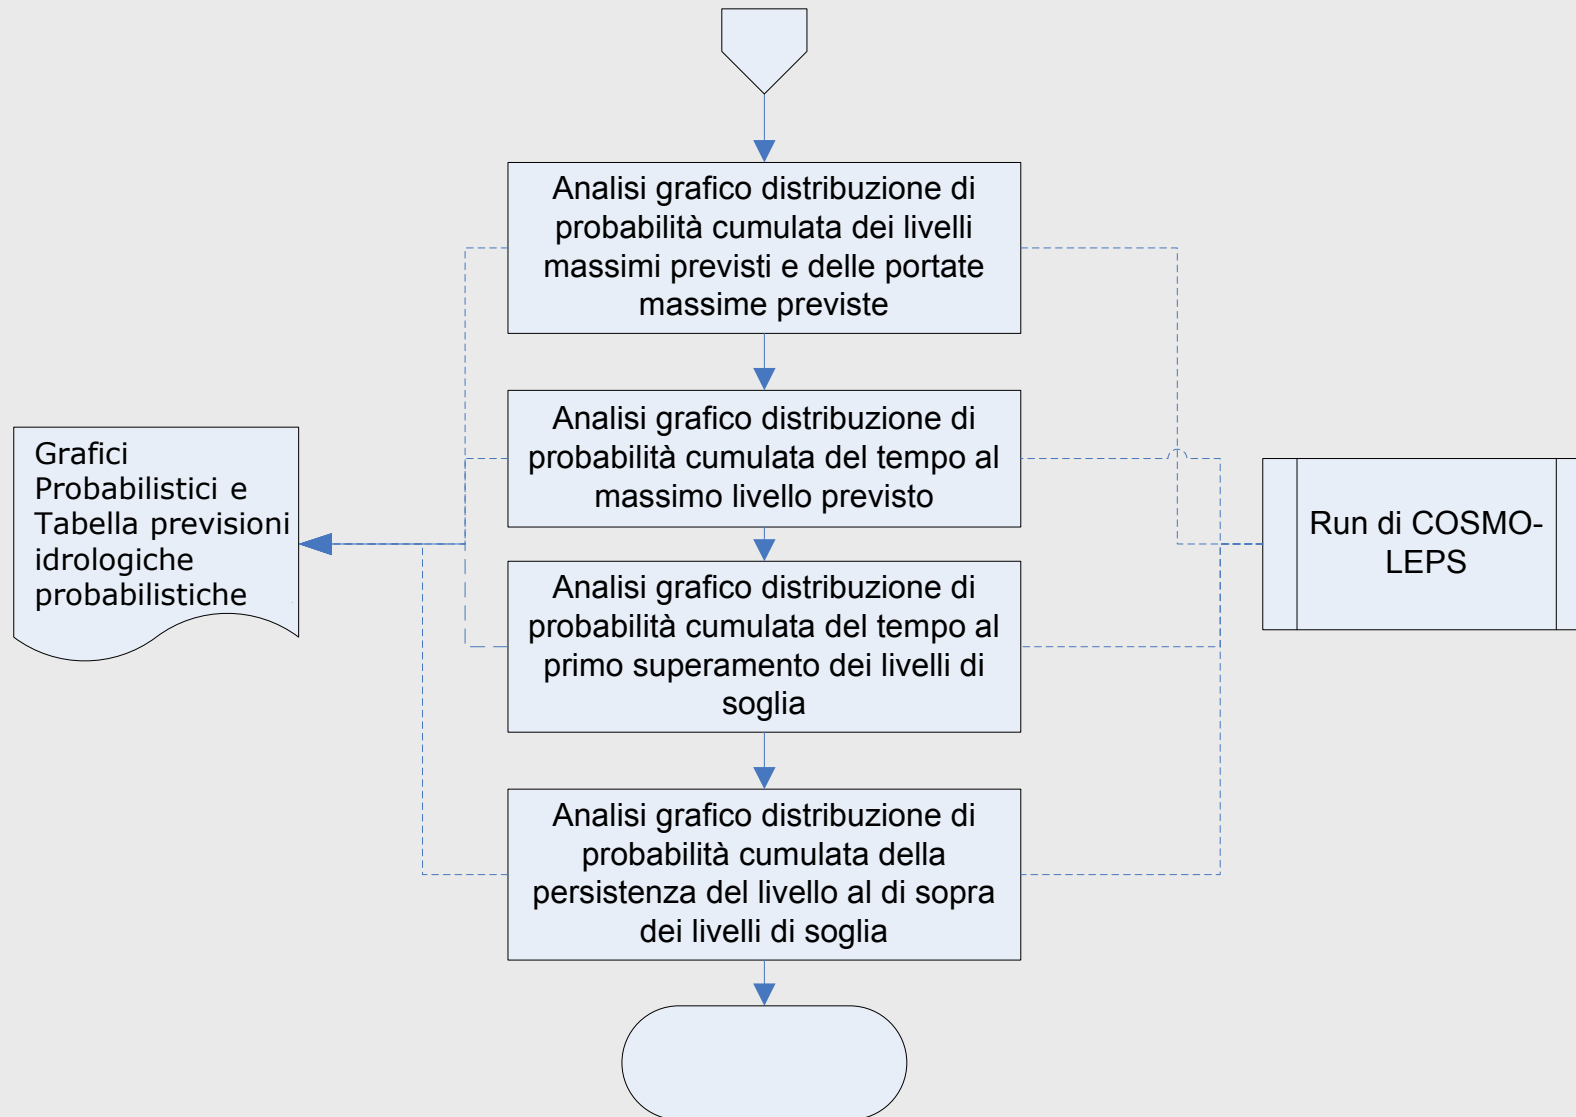 Analisi grafico distribuzione di
probabilità cumulata dei livelli
massimi previsti e delle portate
massime previste
Analisi grafico distribuzione di
probabilità cumulata del tempo al
massimo livello previsto
Grafici
Probabilistici e
Tabella previsioni
idrologiche
probabilistiche
Run di COSMO-
LEPS
Analisi grafico distribuzione di
probabilità cumulata del tempo al
primo superamento dei livelli di
soglia
Analisi grafico distribuzione di
probabilità cumulata della
persistenza del livello al di sopra
dei livelli di soglia